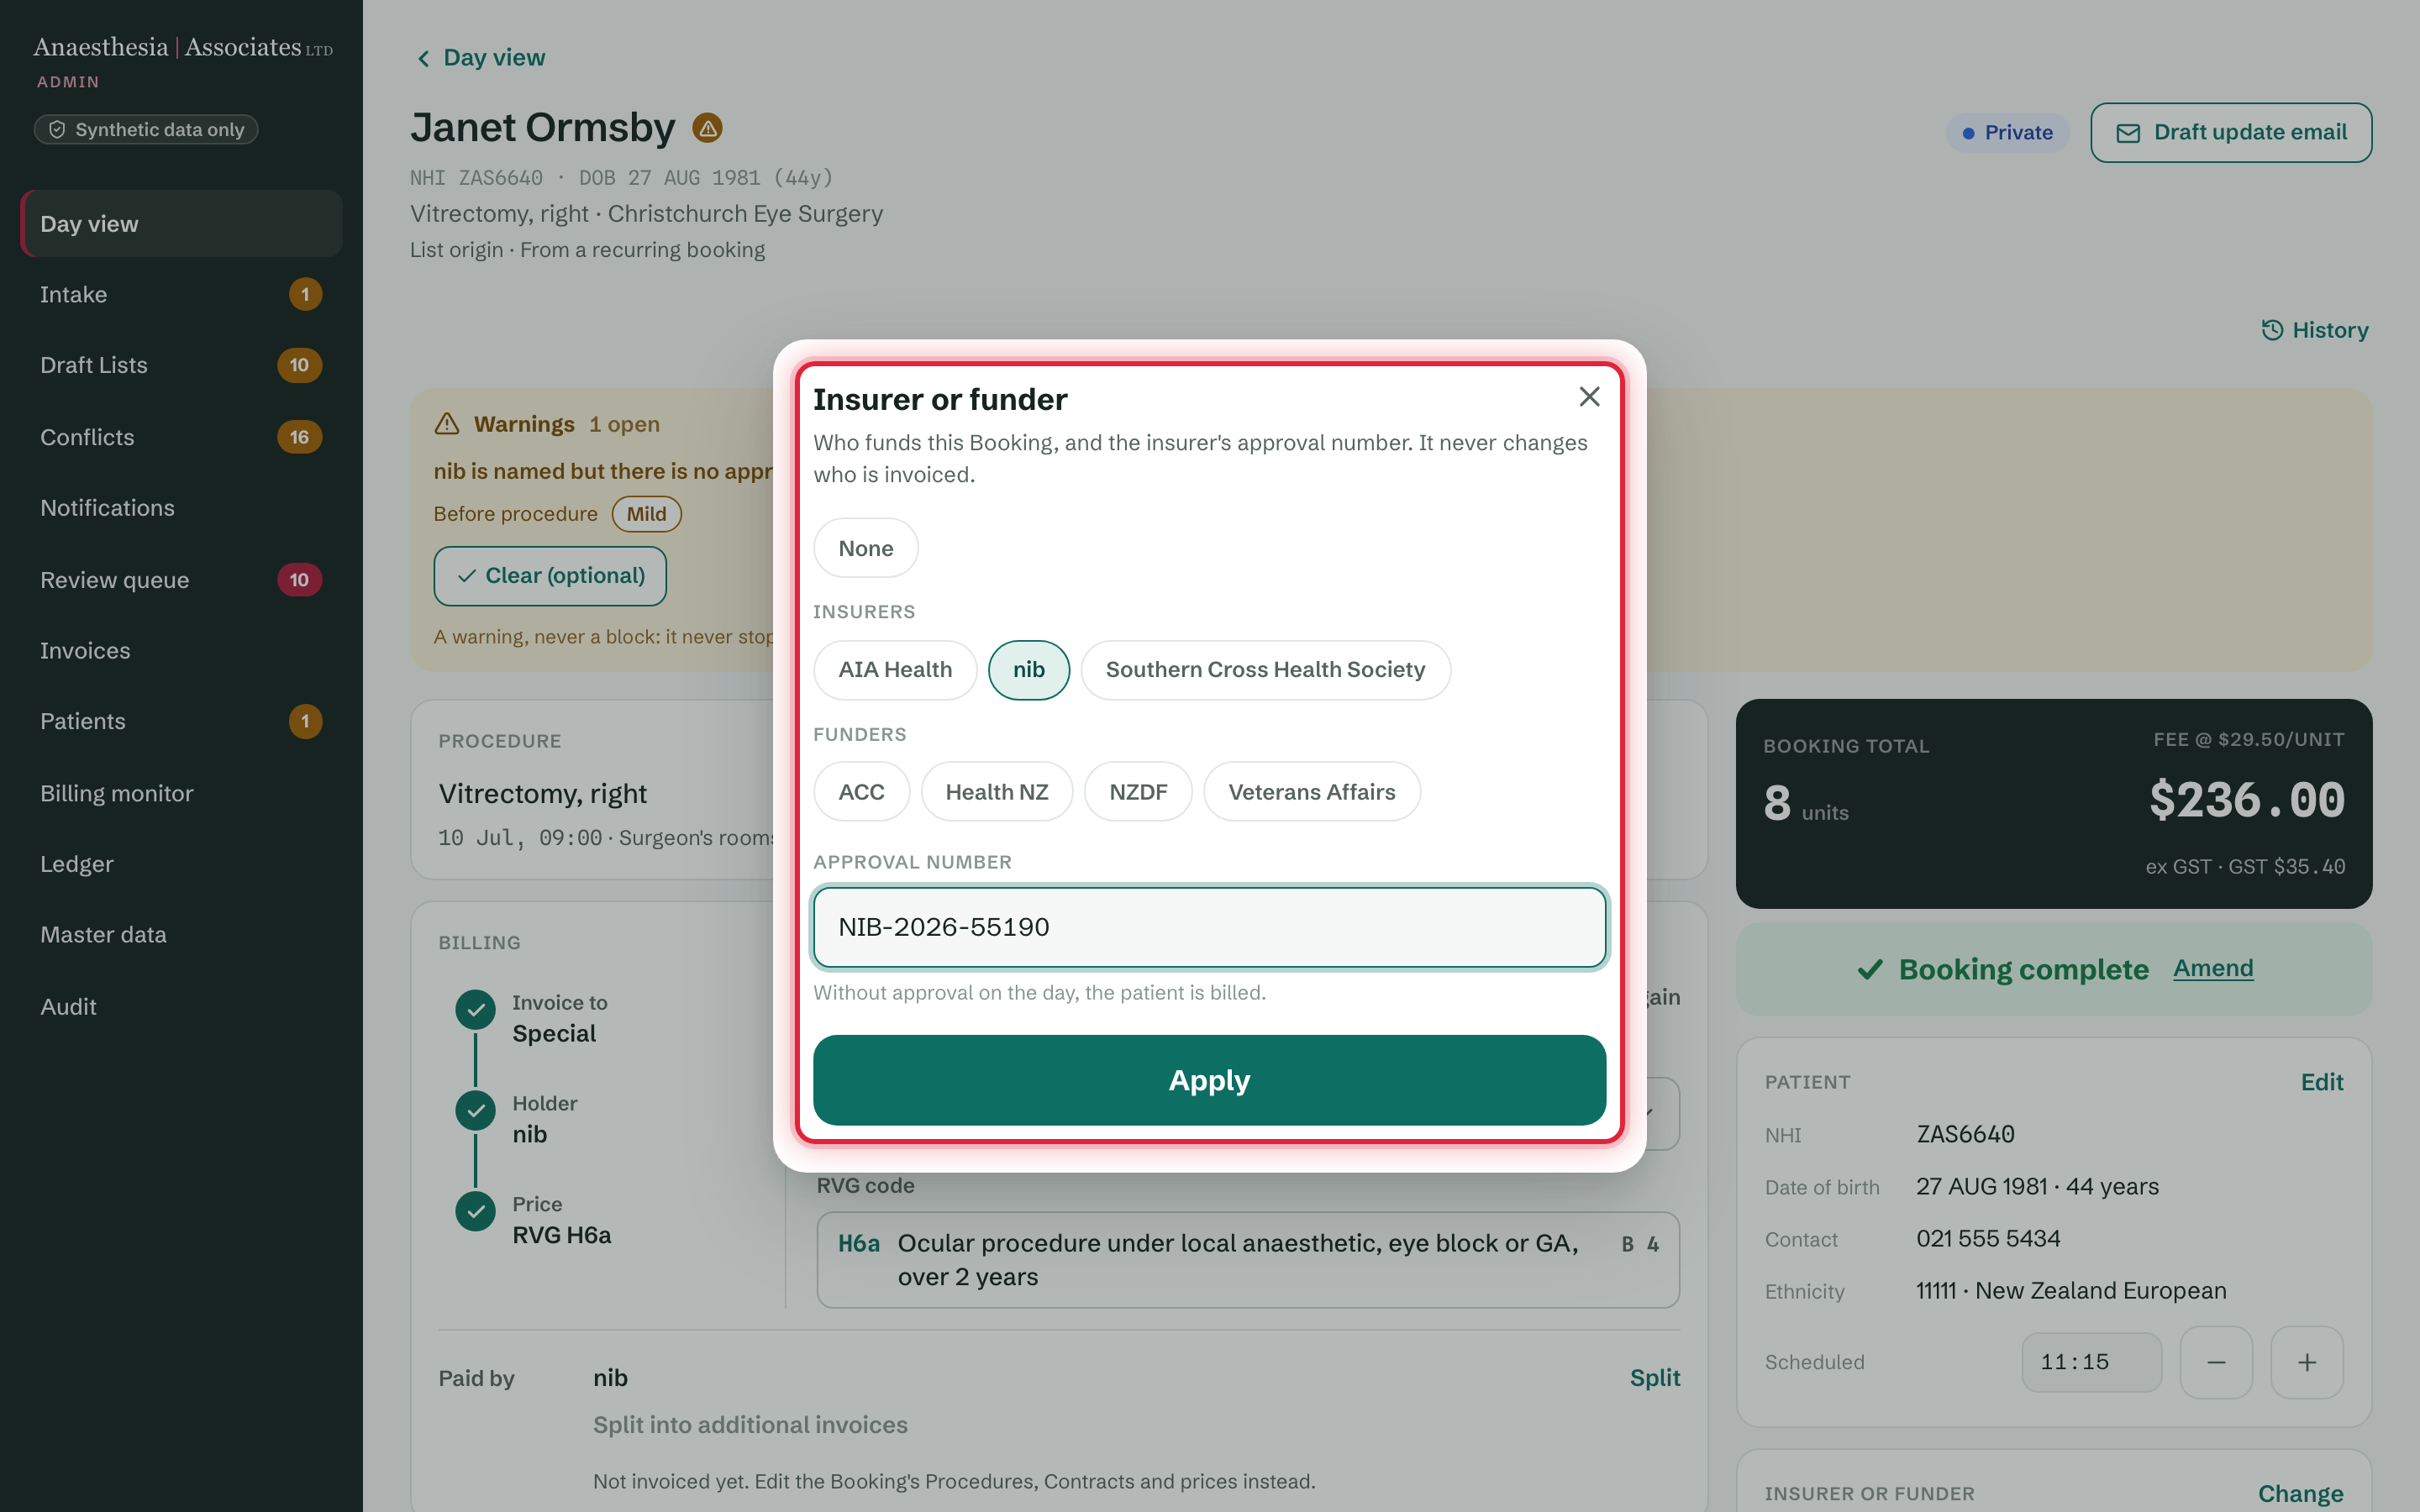 Anaesthesia | Associates LTD
ADMIN
Synthetic data only
Day view
Intake 1
Draft Lists 10
Conflicts 16
Notifications
Review queue 10
Invoices
Patients 1
Billing monitor
Ledger
Master data
Audit
Day view
Janet Ormsby
NHI ZAS6640 · DOB 27 AUG 1981 (44y)
Vitrectomy, right · Christchurch Eye Surgery
List origin · From a recurring booking
Private
Draft update email
History
Warnings 1 open
nib is named but there is no appr
Before procedure Mild
Clear (optional)
A warning, never a block: it never stop
PROCEDURE
Vitrectomy, right
10 Jul, 09:00 · Surgeon's rooms
BILLING
Invoice to
Special
Holder
nib
Price
RVG H6a
Insurer or funder
Who funds this Booking, and the insurer's approval number. It never changes
who is invoiced.
None
INSURERS
AIA Health nib Southern Cross Health Society
FUNDERS
ACC Health NZ NZDF Veterans Affairs
APPROVAL NUMBER
NIB-2026-55190
Without approval on the day, the patient is billed.
Apply
RVG code
H6a Ocular procedure under local anaesthetic, eye block or GA, B 4
over 2 years
Paid by nib Split
Split into additional invoices
Not invoiced yet. Edit the Booking's Procedures, Contracts and prices instead.
BOOKING TOTAL FEE @ $29.50/UNIT
8 units $236.00
ex GST · GST $35.40
Booking complete Amend
PATIENT Edit
NHI ZAS6640
Date of birth 27 AUG 1981 · 44 years
Contact 021 555 5434
Ethnicity 11111 · New Zealand European
Scheduled 11:15
INSURER OR FUNDER Change